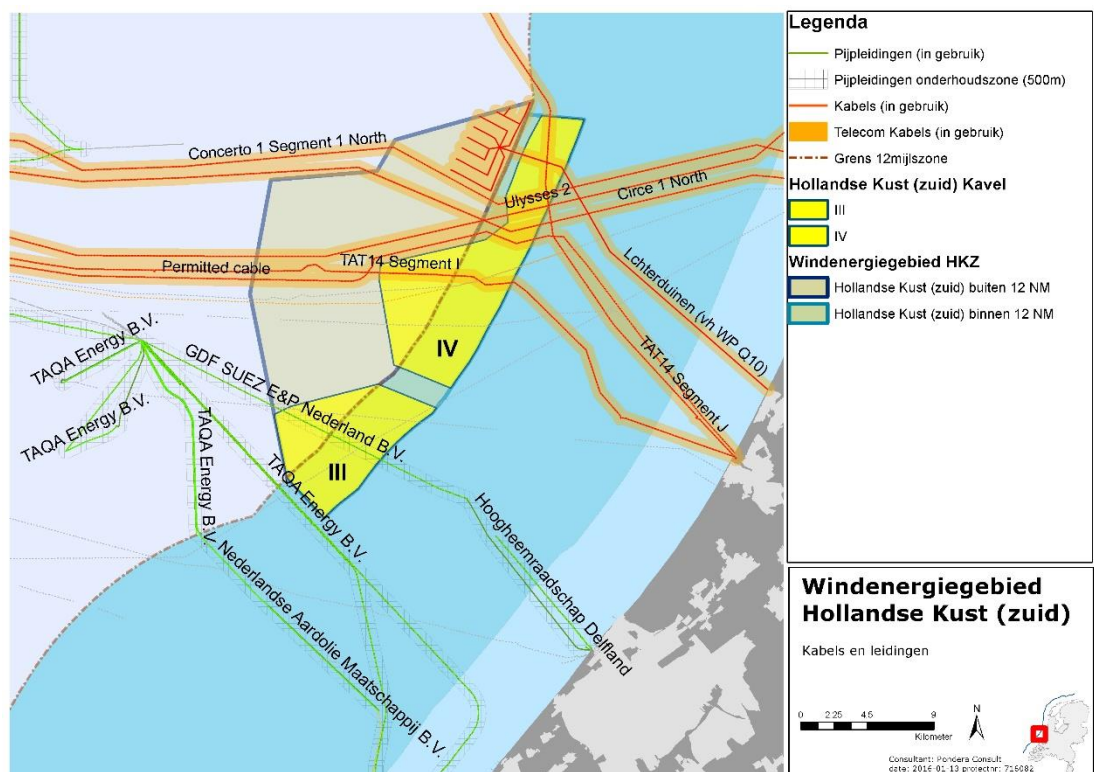 Concerto 1 Segment 1 North
Ulysses 2
Circe 1 North
TAT14 Segment I
Permitted cable
Lchterduinen (vh WP Q10)
TAT14 Segment J
IV
III
TAQA Energy B.V.
GDF SUEZ E&P Nederland B.V.
TAQA Energy B.V.
TAQA Energy B.V.
TAQA Energy B.V.
Hoogheemraadschap Delfland
Nederlandse Aardolie Maatschappij B.V.
Legenda
Pijpleidingen (in gebruik)
Pijpleidingen onderhoudszone (500m)
Kabels (in gebruik)
Telecom Kabels (in gebruik)
Grens 12mijlszone
Hollandse Kust (zuid) Kavel
III
IV
Windenergiegebied HKZ
Hollandse Kust (zuid) buiten 12 NM
Hollandse Kust (zuid) binnen 12 NM
Windenergiegebied
Hollandse Kust (zuid)
Kabels en leidingen
0 2.25 4.5 9
Kilometer
N
Consultant: Pondera Consult
date: 2016-01-13 projectnr: 716082